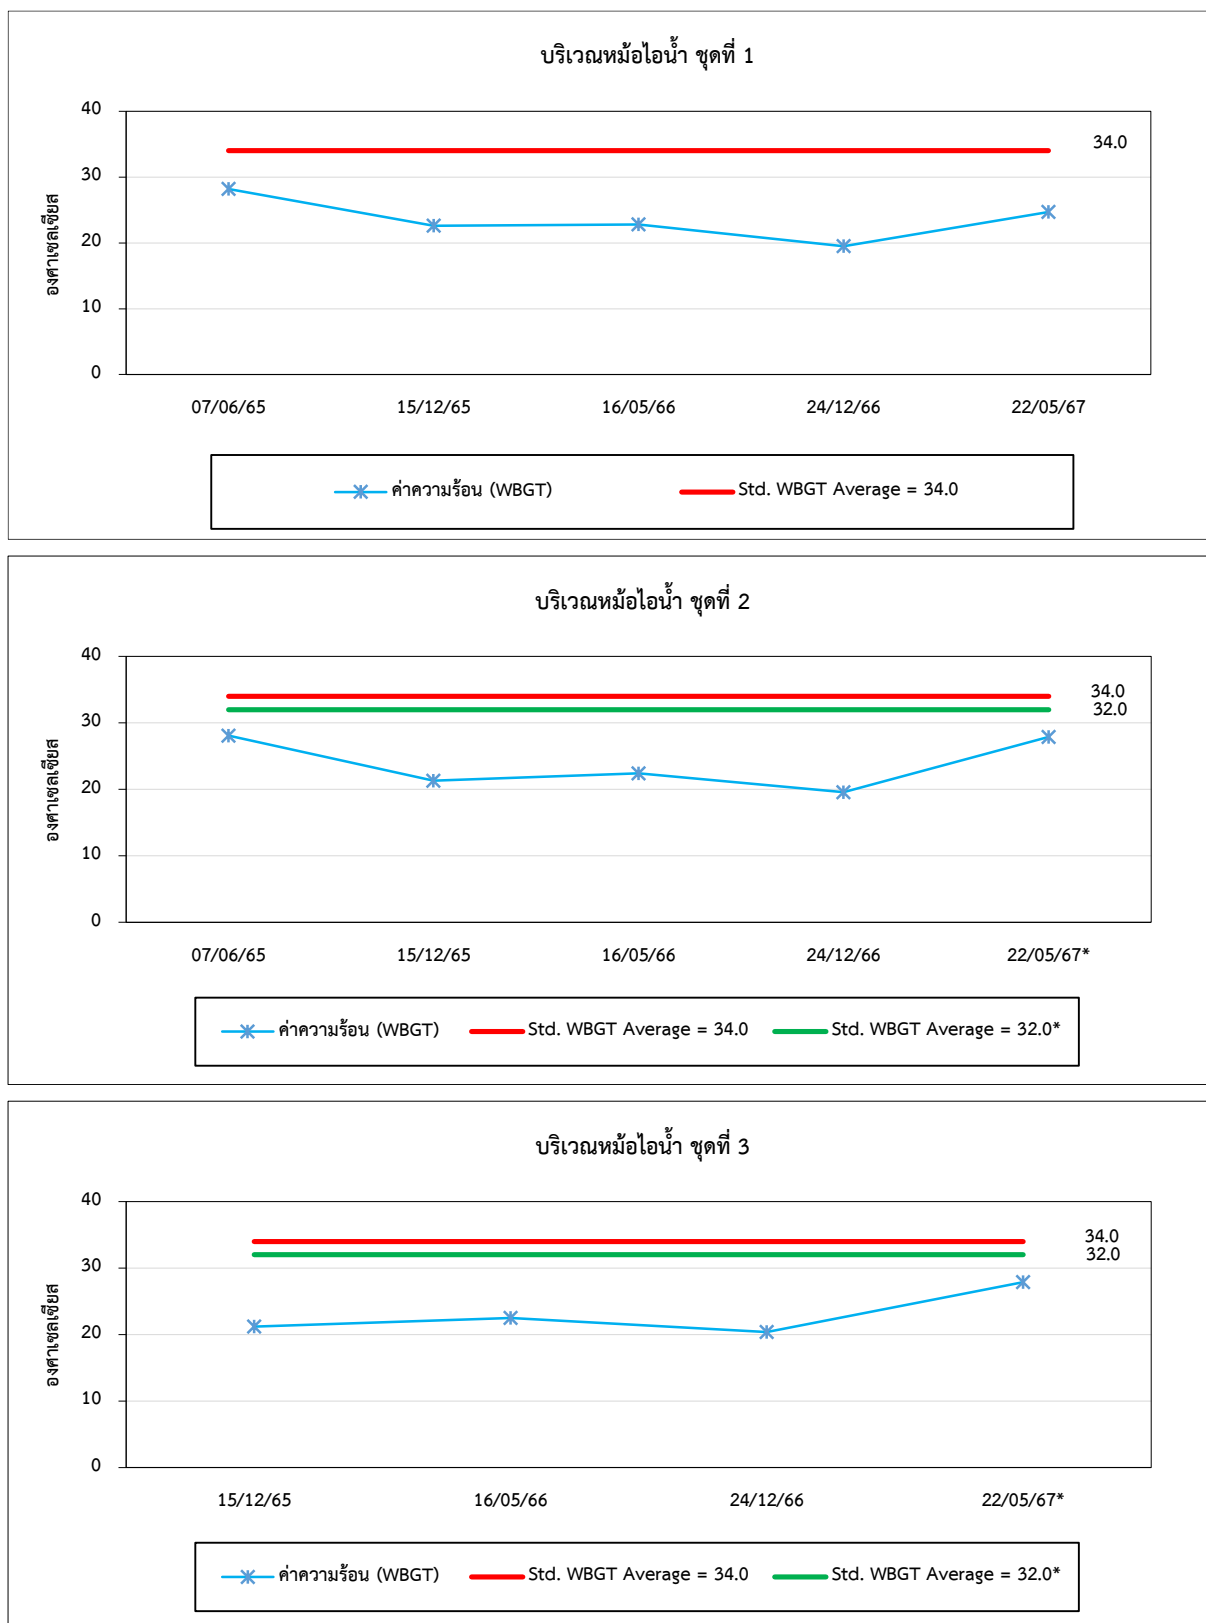 บริเวณหม้อไอน้ำ ชุดที่ 1
40
34.0
30
20
10
0
องศาเซลเซียส
07/06/65 15/12/65 16/05/66 24/12/66 22/05/67
ค่าความร้อน (WBGT) Std. WBGT Average = 34.0
บริเวณหม้อไอน้ำ ชุดที่ 2
40
34.0
32.0
30
20
10
0
องศาเซลเซียส
07/06/65 15/12/65 16/05/66 24/12/66 22/05/67*
ค่าความร้อน (WBGT) Std. WBGT Average = 34.0 Std. WBGT Average = 32.0*
บริเวณหม้อไอน้ำ ชุดที่ 3
40
34.0
32.0
30
20
10
0
องศาเซลเซียส
15/12/65 16/05/66 24/12/66 22/05/67*
ค่าความร้อน (WBGT) Std. WBGT Average = 34.0 Std. WBGT Average = 32.0*